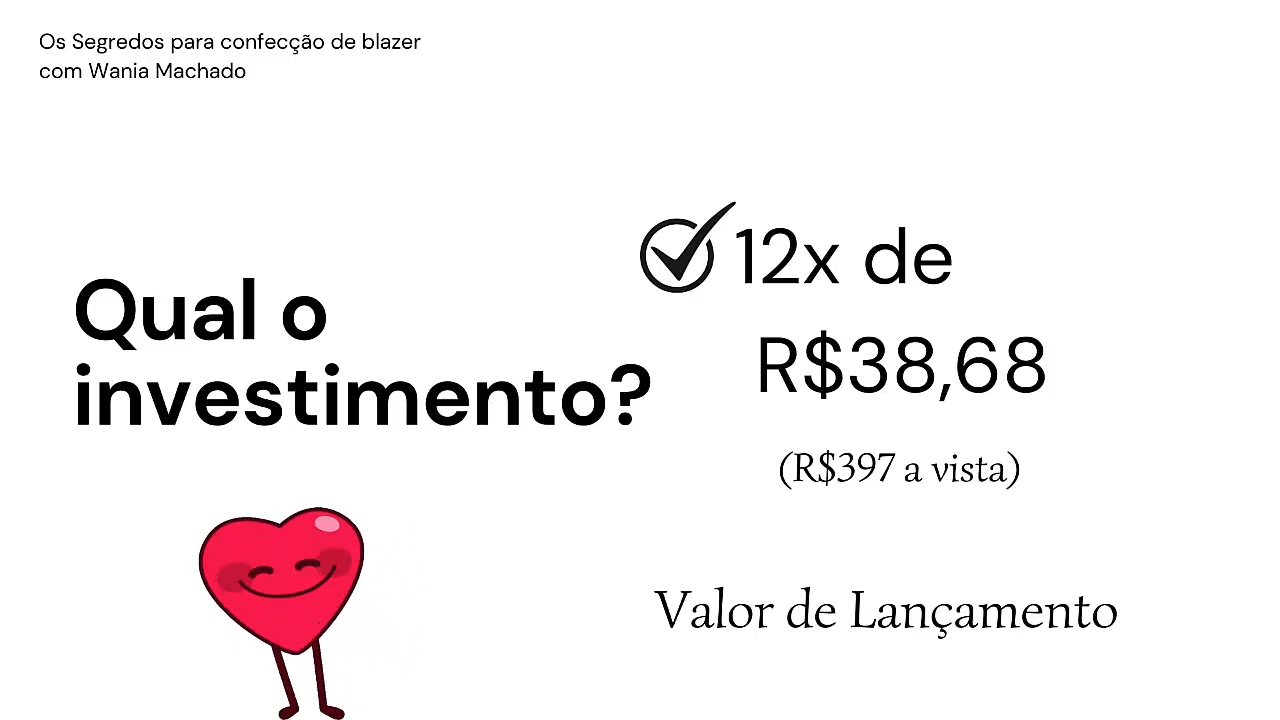 Os Segredos para confecção de blazer
com Wania Machado
Qual o
investimento?
12x de
R$38,68
(R$397 a vista)
Valor de Lançamento